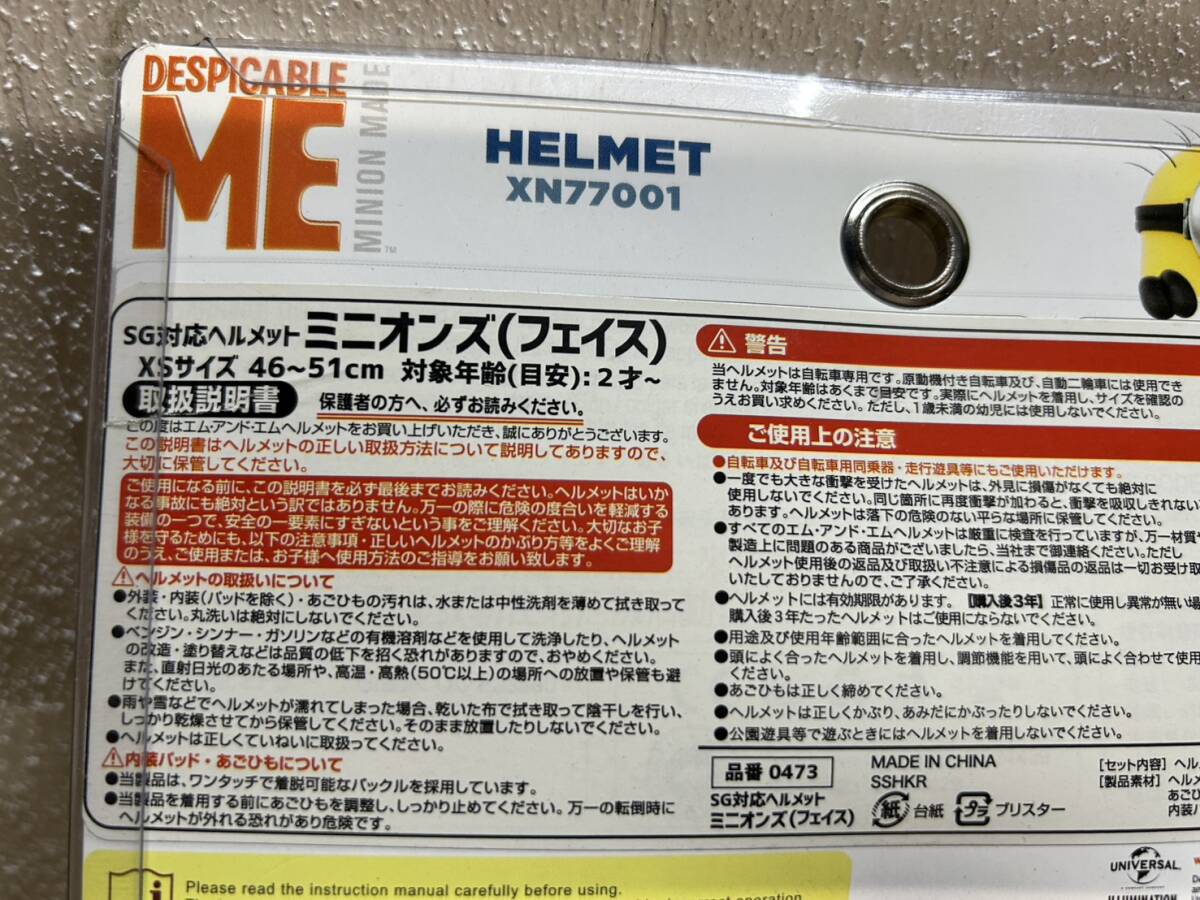 DESPICABLE
ME
MINION MADE
™
HELMET
XN77001
SG対応ヘルメット ミニオンズ(フェイス)
XSサイズ 46~51cm 対象年齢(目安):2才~
取扱説明書 保護者の方へ、必ずお読みください。
この度はエム・アンド・エムヘルメットをお買い上げいただき、誠にありがとうございます。
この説明書はヘルメットの正しい取扱方法について説明してありますので、
大切に保管してください。
ご使用になる前に、この説明書を必ず最後までお読みください。ヘルメットはいか
なる事故にも絶対という訳ではありません。万一の際に危険の度合いを軽減する
装備の一つで、安全の一要素にすぎないという事をご理解ください。大切なお子
様を守るためにも、以下の注意事項・正しいヘルメットのかぶり方等をよくご理解
のうえ、ご使用または、お子様へ使用方法のご指導をお願い致します。
⚠ヘルメットの取扱いについて
●外装・内装(パッドを除く)・あごひもの汚れは、水または中性洗剤を薄めて拭き取って
ください。丸洗いは絶対にしないでください。
●ベンジン・シンナー・ガソリンなどの有機溶剤などを使用して洗浄したり、ヘルメット
の改造・塗り替えなどは品質の低下を招く恐れがありますので、おやめください。
また、直射日光のあたる場所や、高温・高熱(50℃以上)の場所への放置や保管も避
けてください。
●雨や雪などでヘルメットが濡れてしまった場合、乾いた布で拭き取って陰干しを行い、
しっかり乾燥させてから保管してください。そのまま放置したりしないでください。
●ヘルメットは正しくていねいに取扱ってください。
⚠内装パッド・あごひもについて
●当製品は、ワンタッチで着脱可能なバックルを採用しています。
●当製品を着用する前にあごひもを調整し、しっかり止めてください。万一の転倒時に
ヘルメットが外れる恐れがあり危険です。
⚠ 警告
当ヘルメットは自転車専用です。原動機付き自転車及び、自動二輪車には使用でき
ません。対象年齢はあくまで目安です。実際にヘルメットを着用し、サイズを確認の
うえお買い求めください。ただし、1歳未満の幼児には使用しないでください。
ご使用上の注意
●自転車及び自転車用同乗器・走行遊具等にもご使用いただけます。
●一度でも大きな衝撃を受けたヘルメットは、外見に損傷がなくても絶対に
使用しないでください。同じ箇所に再度衝撃が加わると、衝撃を吸収しきれない
あります。ヘルメットは落下の危険のない平らな場所に保管してください。
●すべてのエム・アンド・エムヘルメットは厳重に検査を行っていますが、万一材質や
製造上に問題のある商品がございましたら、当社まで御連絡ください。ただし
ヘルメット使用後の返品及び取扱い不注意による損傷品の返品は一切お受け取
いたしておりませんので、ご了承ください。
●ヘルメットには有効期限があります。【購入後3年】正常に使用し異常が無い場
購入後3年たったヘルメットはご使用にならないでください。
●用途及び使用年齢範囲に合ったヘルメットを着用してください。
●頭によく合ったヘルメットを着用し、調節機能を用いて、頭によく合わせて使用
ください。
●あごひもは正しく締めてください。
●ヘルメットは正しくかぶり、あみだにかぶったりしないでください。
●公園遊具等で遊ぶときにはヘルメットを着用しないでください。
品番 0473
SG対応ヘルメット
ミニオンズ(フェイス)
MADE IN CHINA
SSHKR
紙 台紙 プラ ブリスター
[セット内容] ヘル
[製品素材] ヘル
あご
内装パ
Please read the instruction manual carefully before using.
UNIVERSAL
ILLUMINATION